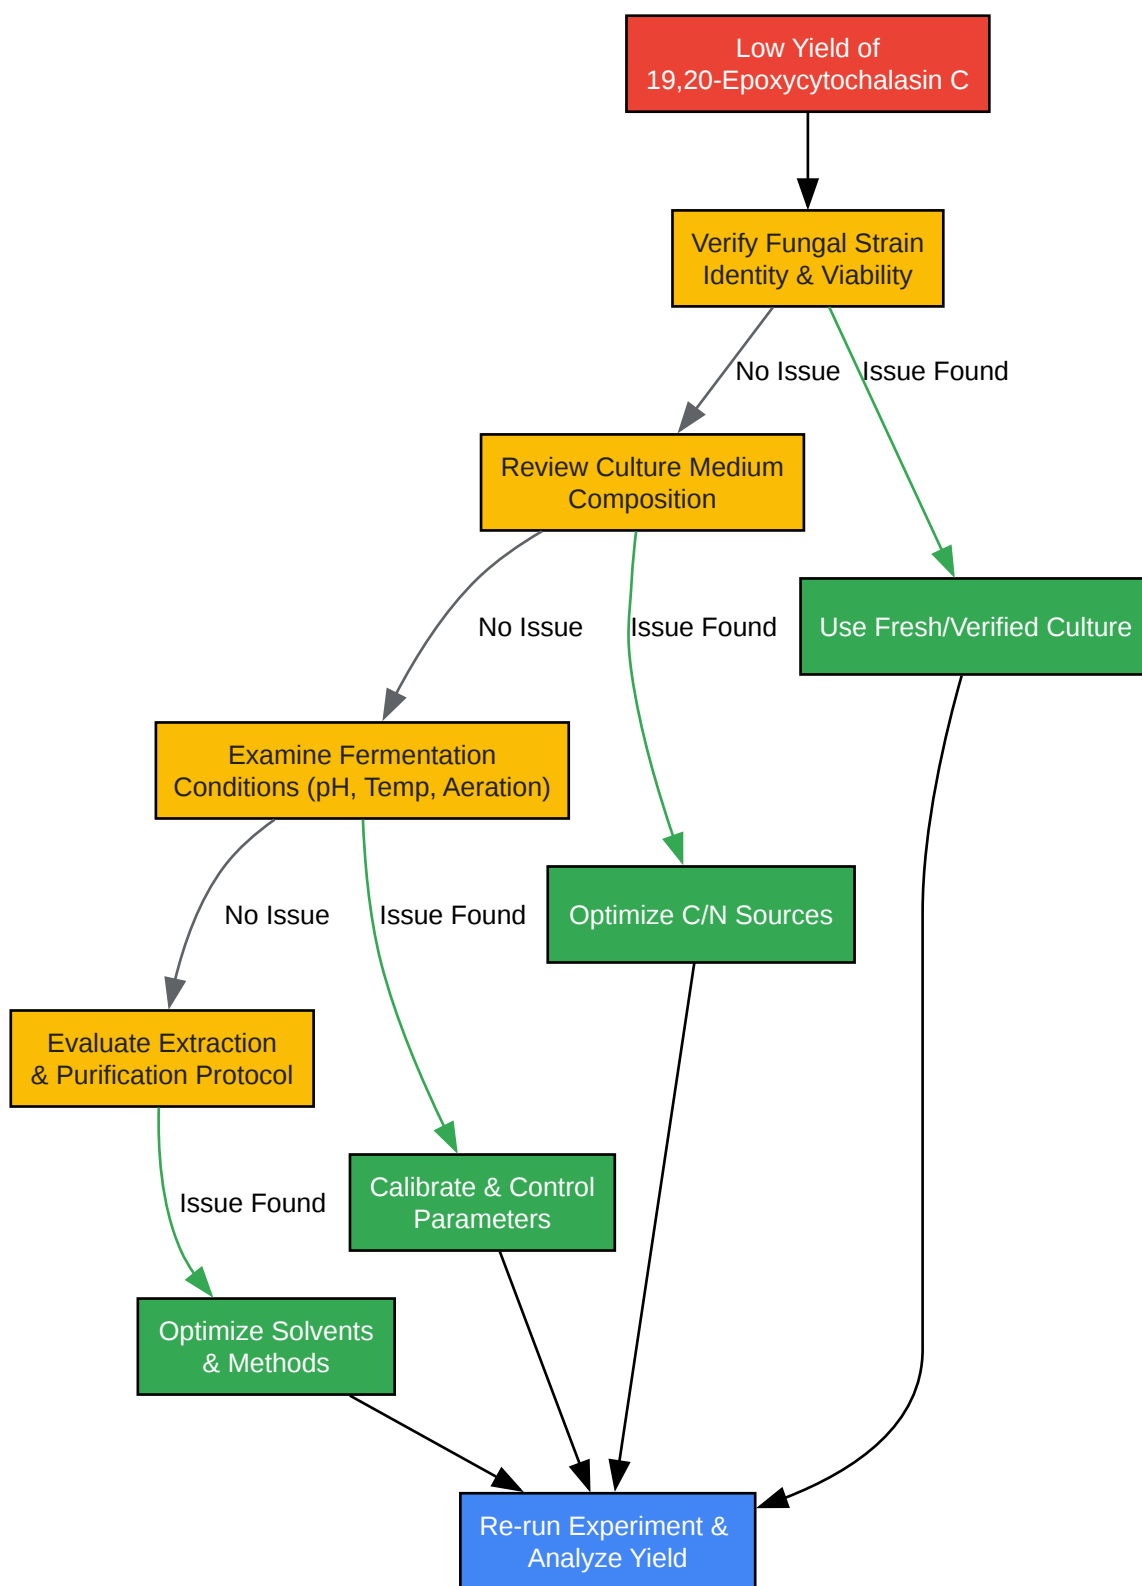 Low Yield of
19,20-Epoxycytochalasin C
Verify Fungal Strain
Identity & Viability
No Issue
Issue Found
Review Culture Medium
Composition
Use Fresh/Verified Culture
No Issue
Issue Found
Examine Fermentation
Conditions (pH, Temp, Aeration)
Optimize C/N Sources
No Issue
Issue Found
Evaluate Extraction
& Purification Protocol
Calibrate & Control
Parameters
Issue Found
Optimize Solvents
& Methods
Re-run Experiment &
Analyze Yield